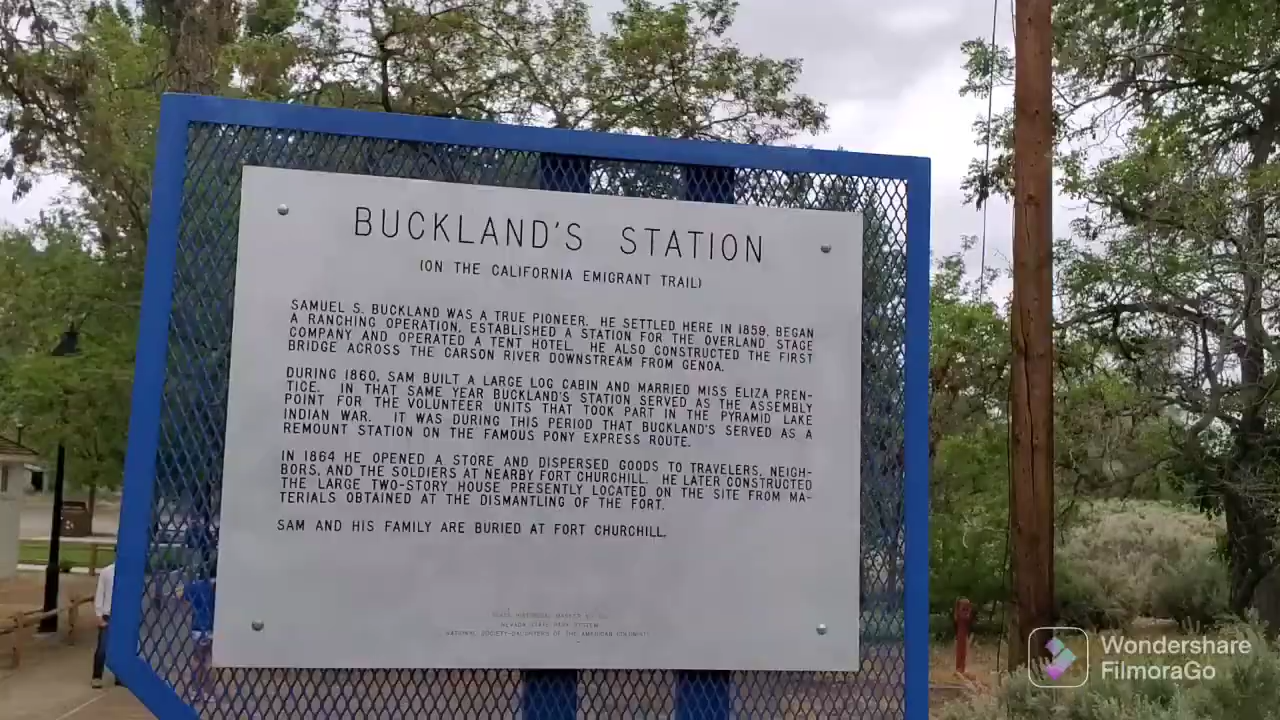 BUCKLAND'S STATION
(ON THE CALIFORNIA EMIGRANT TRAIL)
SAMUEL S. BUCKLAND WAS A TRUE PIONEER. HE SETTLED HERE IN 1859, BEGAN
A RANCHING OPERATION, ESTABLISHED A STATION FOR THE OVERLAND STAGE
COMPANY AND OPERATED A TENT HOTEL. HE ALSO CONSTRUCTED THE FIRST
BRIDGE ACROSS THE CARSON RIVER DOWNSTREAM FROM GENOA.
DURING 1860, SAM BUILT A LARGE LOG CABIN AND MARRIED MISS ELIZA PREN-
TICE. IN THAT SAME YEAR BUCKLAND'S STATION SERVED AS THE ASSEMBLY
POINT FOR THE VOLUNTEER UNITS THAT TOOK PART IN THE PYRAMID LAKE
INDIAN WAR. IT WAS DURING THIS PERIOD THAT BUCKLAND'S SERVED AS A
REMOUNT STATION ON THE FAMOUS PONY EXPRESS ROUTE.
IN 1864 HE OPENED A STORE AND DISPERSED GOODS TO TRAVELERS, NEIGH-
BORS, AND THE SOLDIERS AT NEARBY FORT CHURCHILL. HE LATER CONSTRUCTED
THE LARGE TWO-STORY HOUSE PRESENTLY LOCATED ON THE SITE FROM MA-
TERIALS OBTAINED AT THE DISMANTLING OF THE FORT.
SAM AND HIS FAMILY ARE BURIED AT FORT CHURCHILL.
STATE HISTORICAL MARKER
NEVADA STATE PARK SYSTEM
NATIONAL SOCIETY-DAUGHTERS OF THE AMERICAN COLONISTS
Wondershare
FilmoraGo